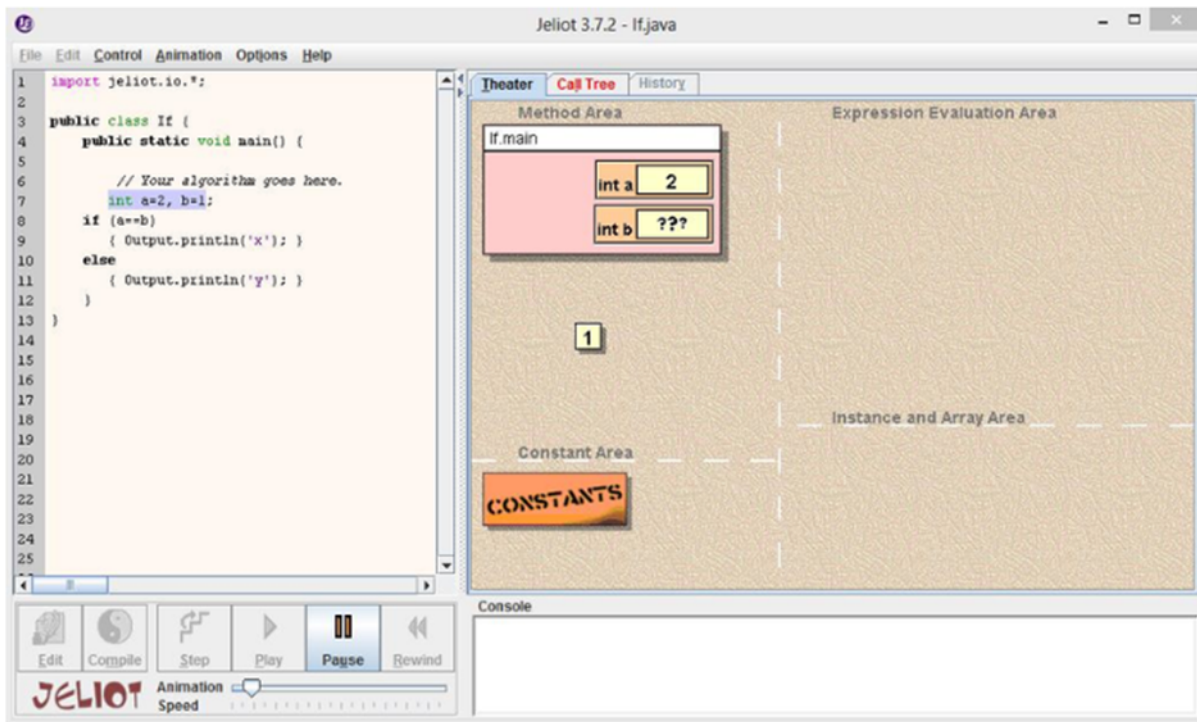 Jeliot 3.7.2 - If.java
File Edit Control Animation Options Help
1 import jeliot.io.*;
2
3 public class If {
4 public static void main() {
5
6 // Your algorithm goes here.
7 int a=2, b=1;
8 if (a==b)
9 { Output.println('x'); }
10 else
11 { Output.println('y'); }
12 }
13 }
14
15
16
17
18
19
20
21
22
23
24
25
Theater Call Tree History
Method Area
Expression Evaluation Area
If.main
int a 2
int b ???
1
Instance and Array Area
Constant Area
CONSTANTS
Edit Compile Step Play Pause Rewind
JELIOT
Animation
Speed
Console